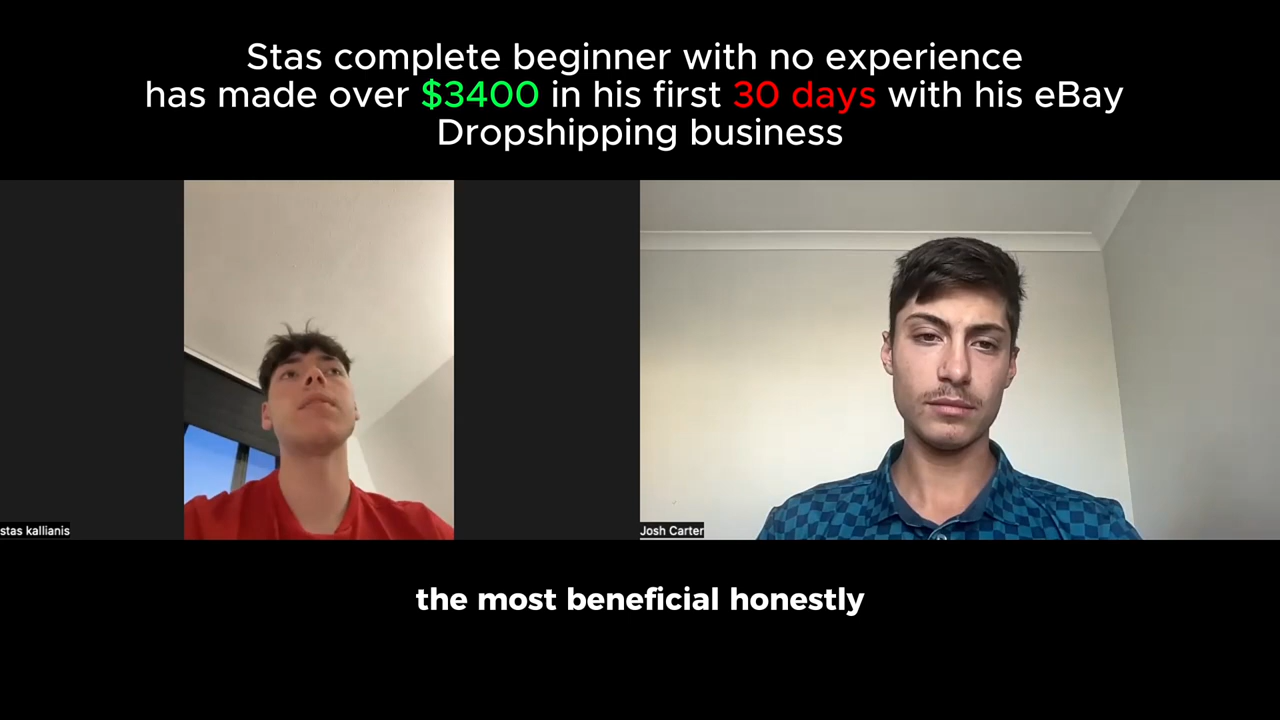 Stas complete beginner with no experience
has made over $3400 in his first 30 days with his eBay
Dropshipping business
stas kallianis
Josh Carter
the most beneficial honestly